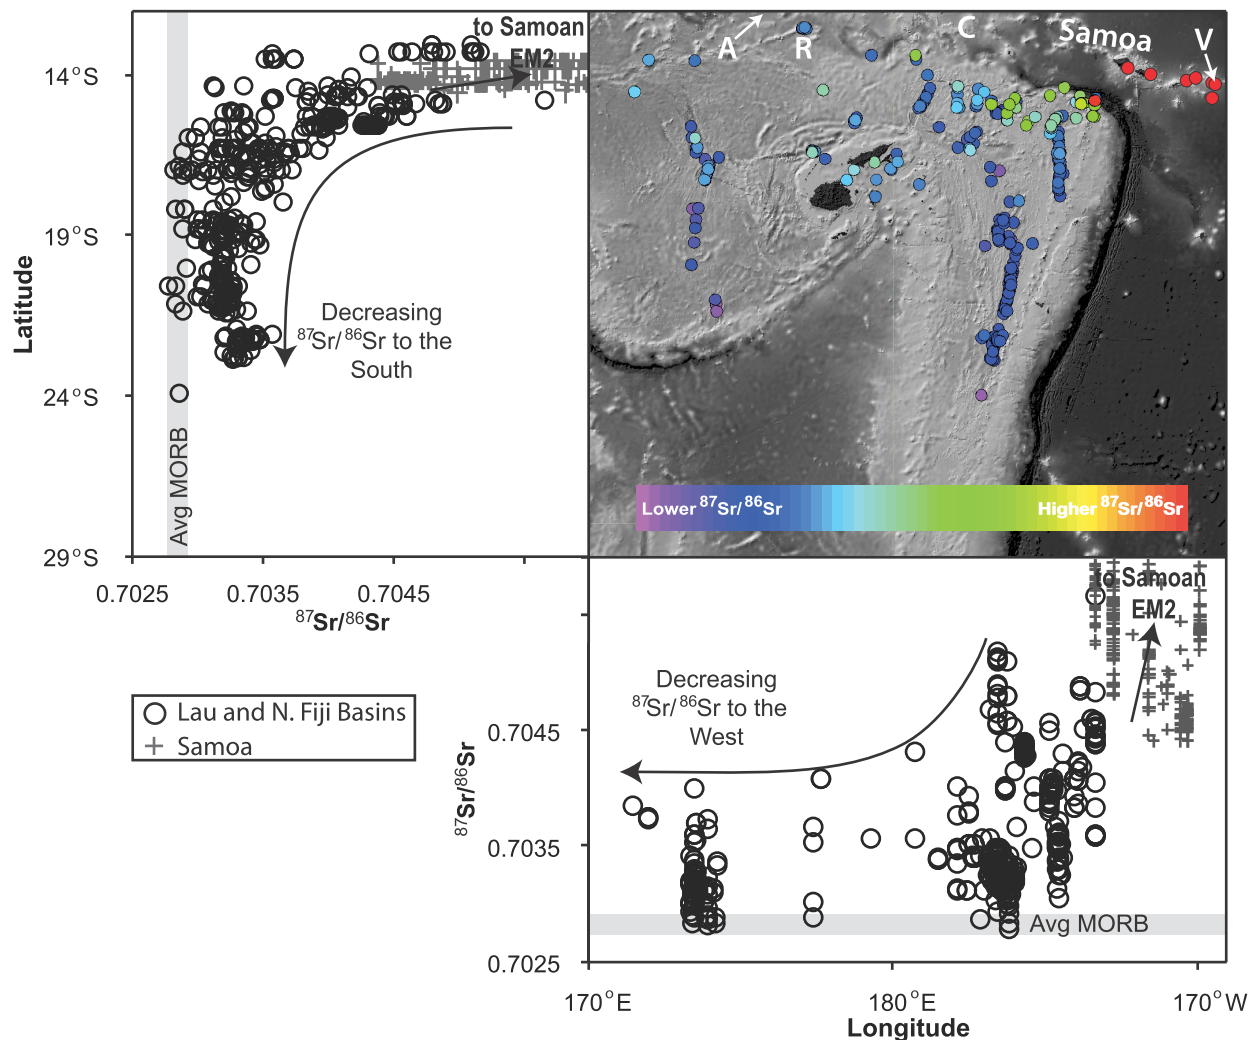 to Samoan
EM2
14°S
19°S
24°S
29°S
Latitude
Decreasing
⁸⁷Sr/⁸⁶Sr to the
South
Avg MORB
0.7025
0.7035
0.7045
⁸⁷Sr/⁸⁶Sr
A
R
C
Samoa
V
Lower ⁸⁷Sr/⁸⁶Sr
Higher ⁸⁷Sr/⁸⁶Sr
Lau and N. Fiji Basins
Samoa
to Samoan
EM2
Decreasing
⁸⁷Sr/⁸⁶Sr to the
West
Avg MORB
⁸⁷Sr/⁸⁶Sr
0.7045
0.7035
0.7025
170°E
180°E
170°W
Longitude